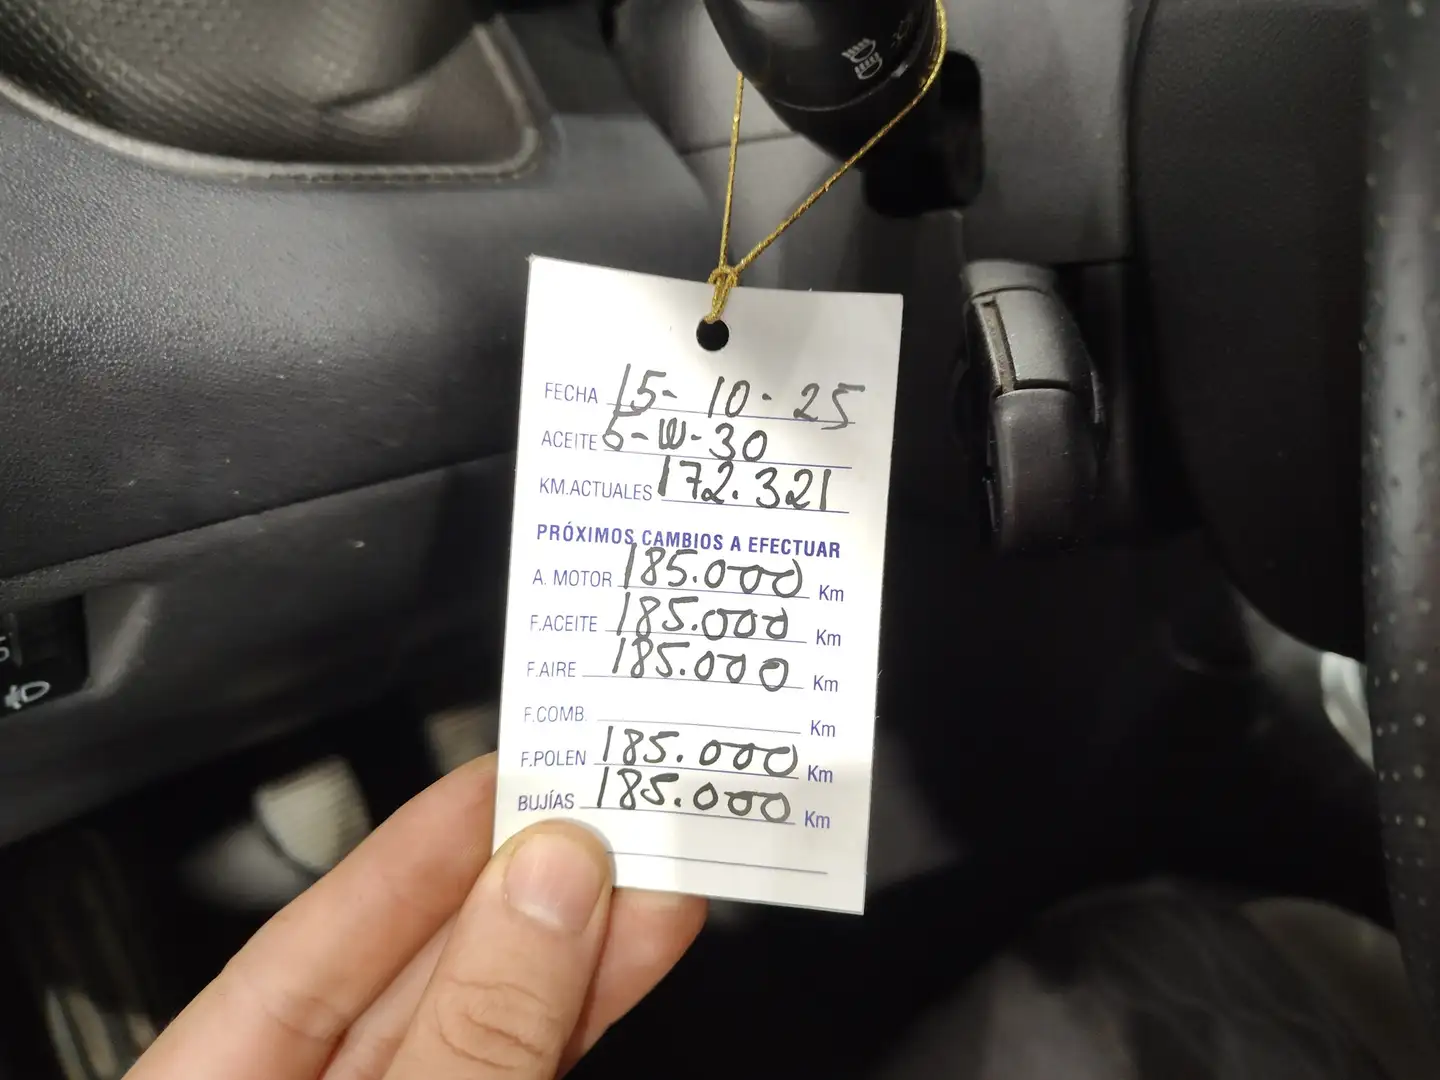 FECHA 15-10-25
ACEITE 5-W-30
KM.ACTUALES 172.321
PRÓXIMOS CAMBIOS A EFECTUAR
A. MOTOR 185.000 Km
F.ACEITE 185.000 Km
F.AIRE 185.000 Km
F.COMB. Km
F.POLEN 185.000 Km
BUJÍAS 185.000 Km